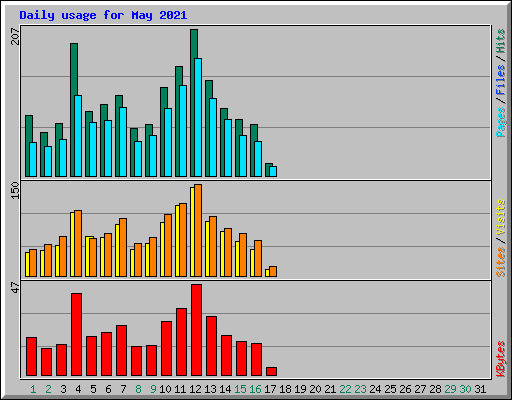 Daily usage for May 2021
207
Pages / Files / Hits
150
Sites / Visits
47
KBytes
1 2 3 4 5 6 7 8 9 10 11 12 13 14 15 16 17 18 19 20 21 22 23 24 25 26 27 28 29 30 31